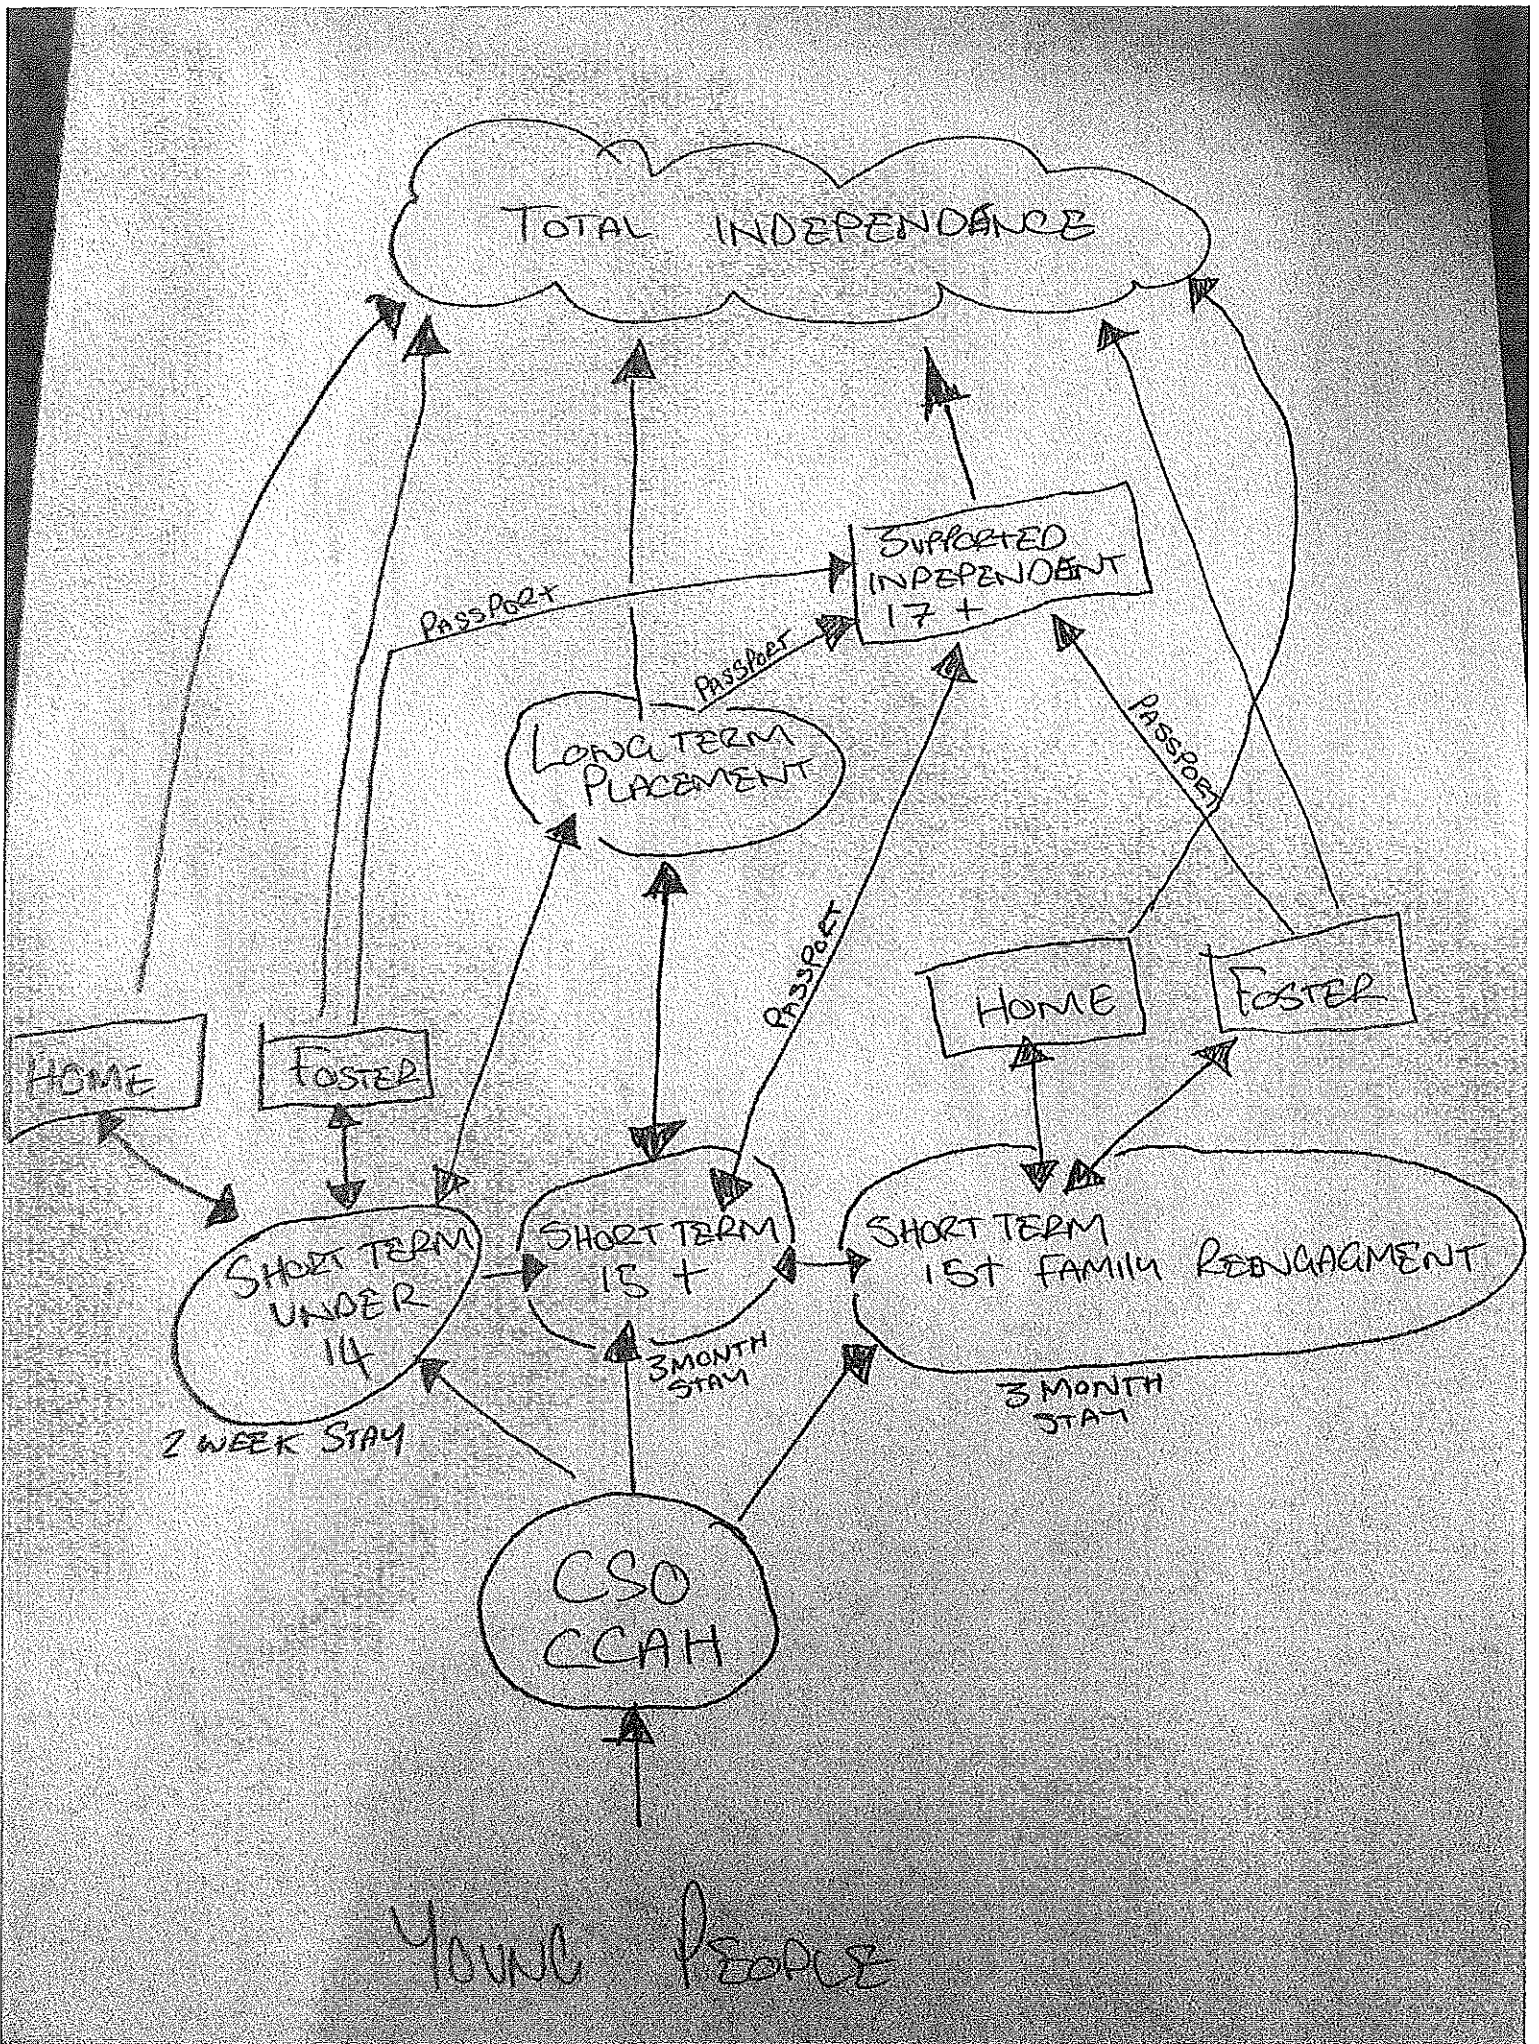 TOTAL INDEPENDANCE
SUPPORTED
INDEPENDENT
17 +
PASSPORT
PASSPORT
LONG TERM
PLACEMENT
PASSPORT
PASSPORT
HOME
FOSTER
HOME
FOSTER
SHORT TERM
UNDER
14
2 WEEK STAY
SHORT TERM
15 +
3 MONTH
STAY
SHORT TERM
15+ FAMILY REENGAGMENT
3 MONTH
STAY
CSO
CCAH
YOUNG PEOPLE